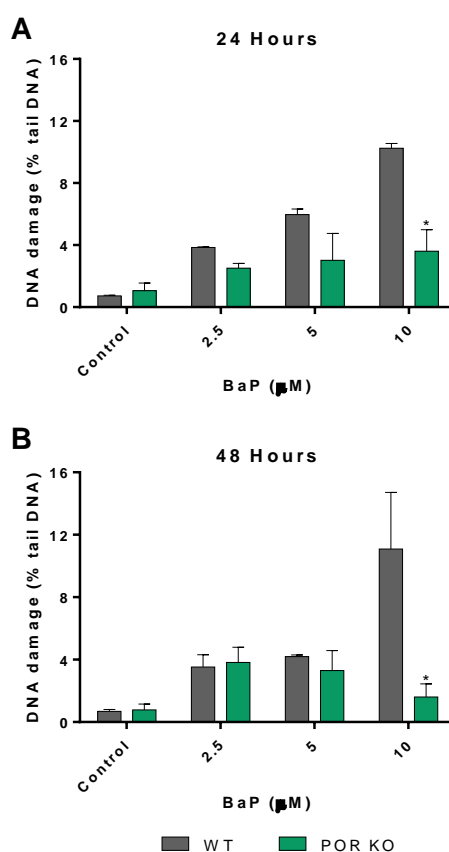 A
24 Hours
DNA damage (% tail DNA)
16
12
8
4
0
*
Control
2.5
5
10
BaP (μM)
B
48 Hours
DNA damage (% tail DNA)
16
12
8
4
0
*
Control
2.5
5
10
BaP (μM)
WT
POR KO